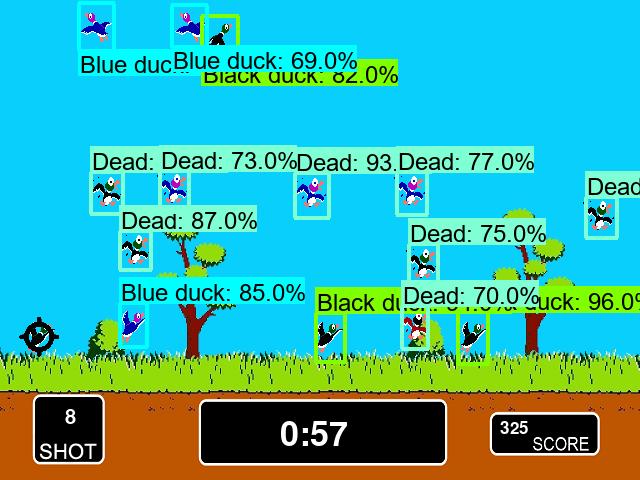 Blue duc
Blue duck: 69.0%
Black duck: 82.0%
Dead:
Dead: 73.0%
Dead: 93.
Dead: 77.0%
Dead
Dead: 87.0%
Dead: 75.0%
Blue duck: 85.0%
Black du
Dead: 70.0%
uck: 96.0%
8
SHOT
0:57
325
SCORE